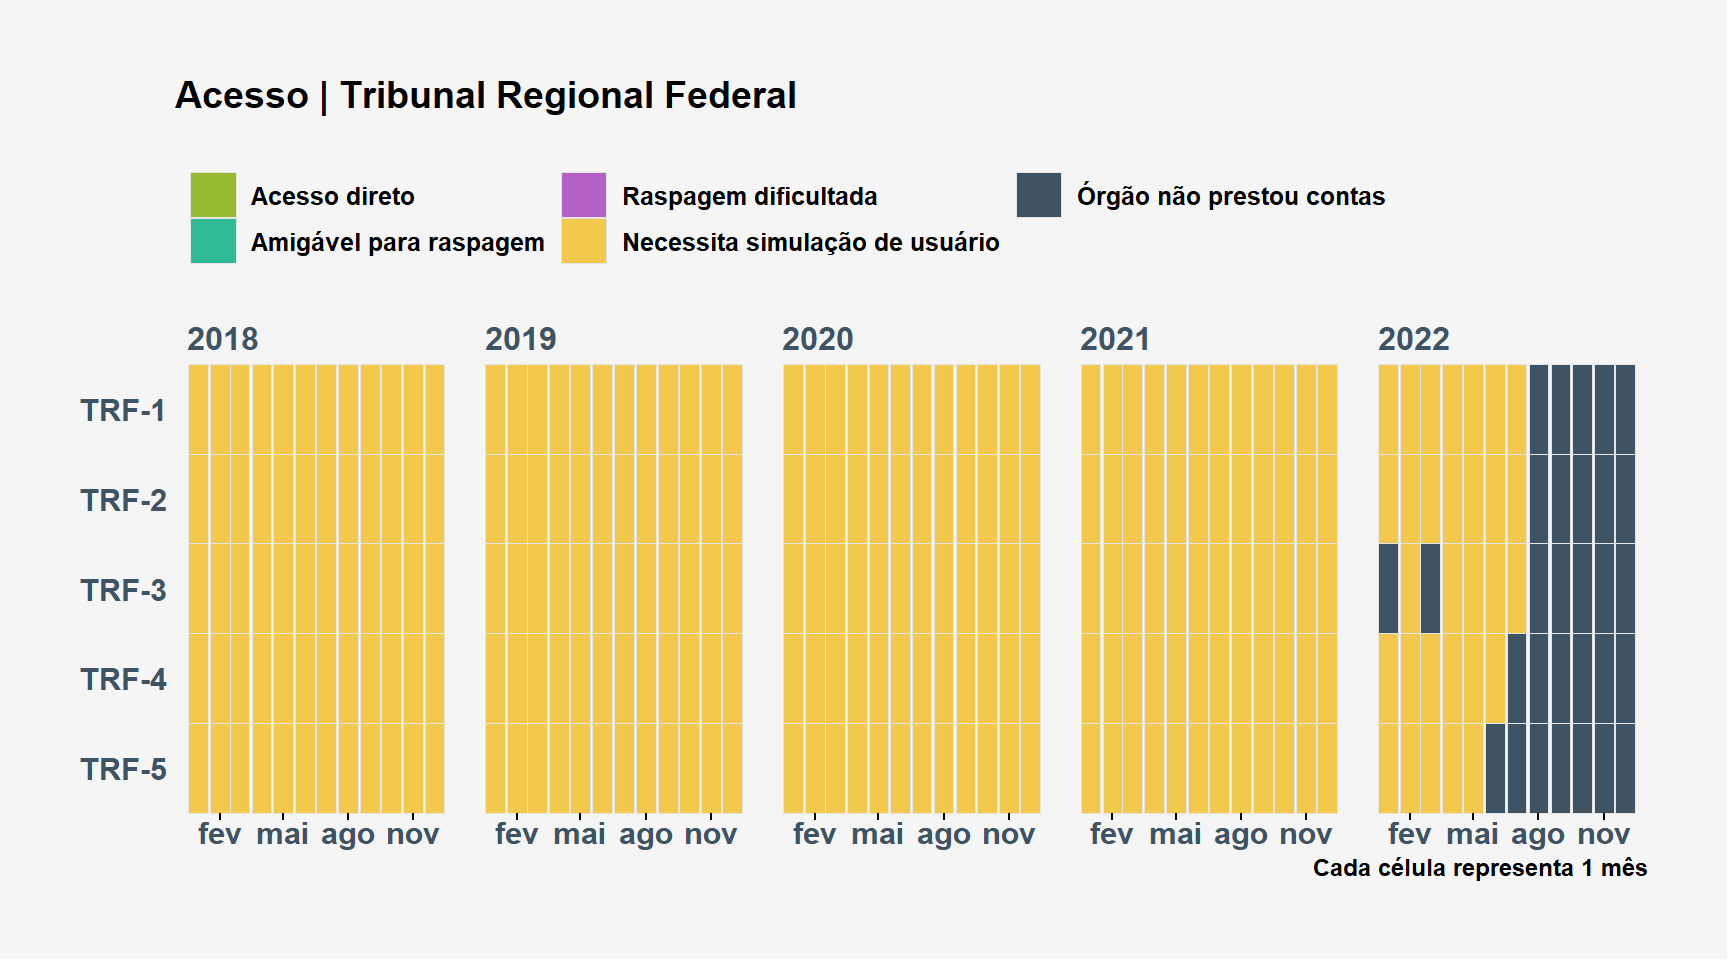 Acesso | Tribunal Regional Federal
Acesso direto
Raspagem dificultada
Órgão não prestou contas
Amigável para raspagem
Necessita simulação de usuário
2018
2019
2020
2021
2022
TRF-1
TRF-2
TRF-3
TRF-4
TRF-5
fev mai ago nov
fev mai ago nov
fev mai ago nov
fev mai ago nov
fev mai ago nov
Cada célula representa 1 mês